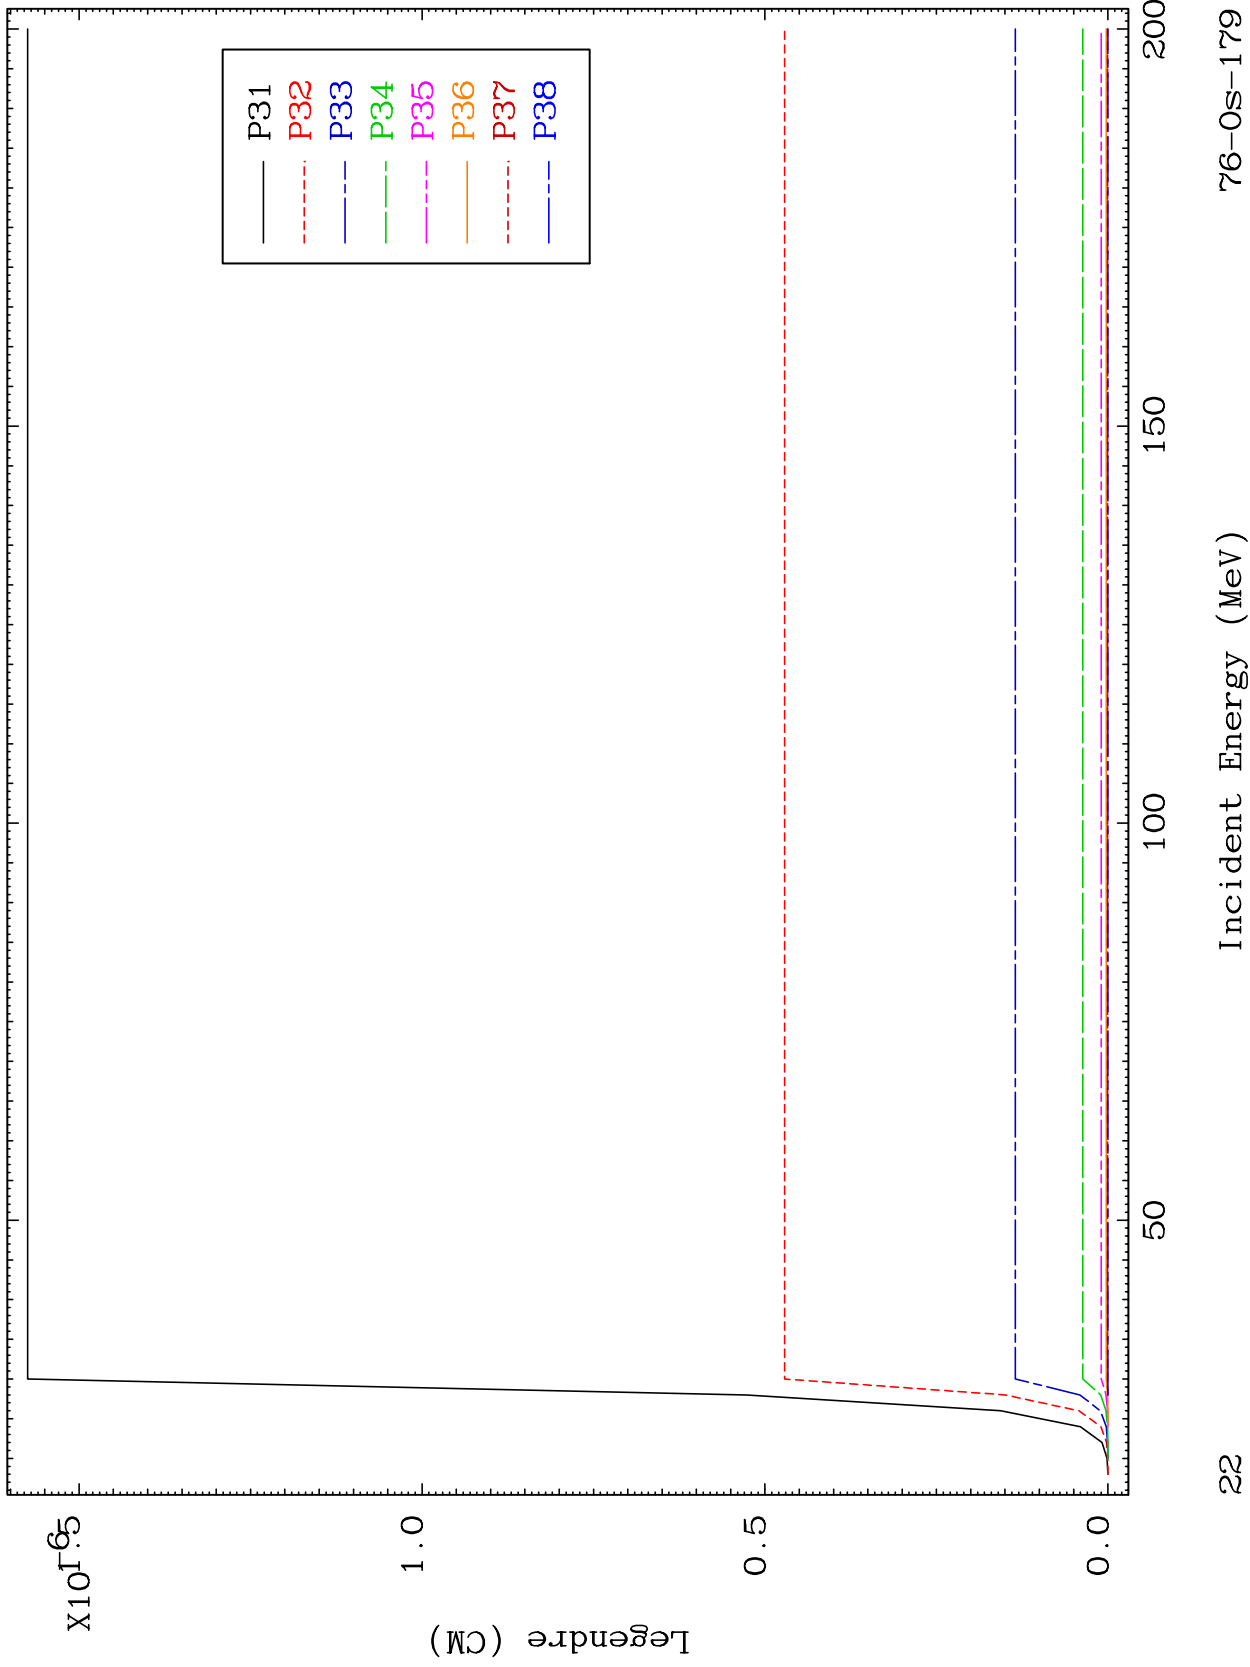 X10-6
1.5
1.0
0.5
0.0
Legendre (CM)
P31
P32
P33
P34
P35
P36
P37
P38
50
100
150
200
22
Incident Energy (MeV)
76-Os-179